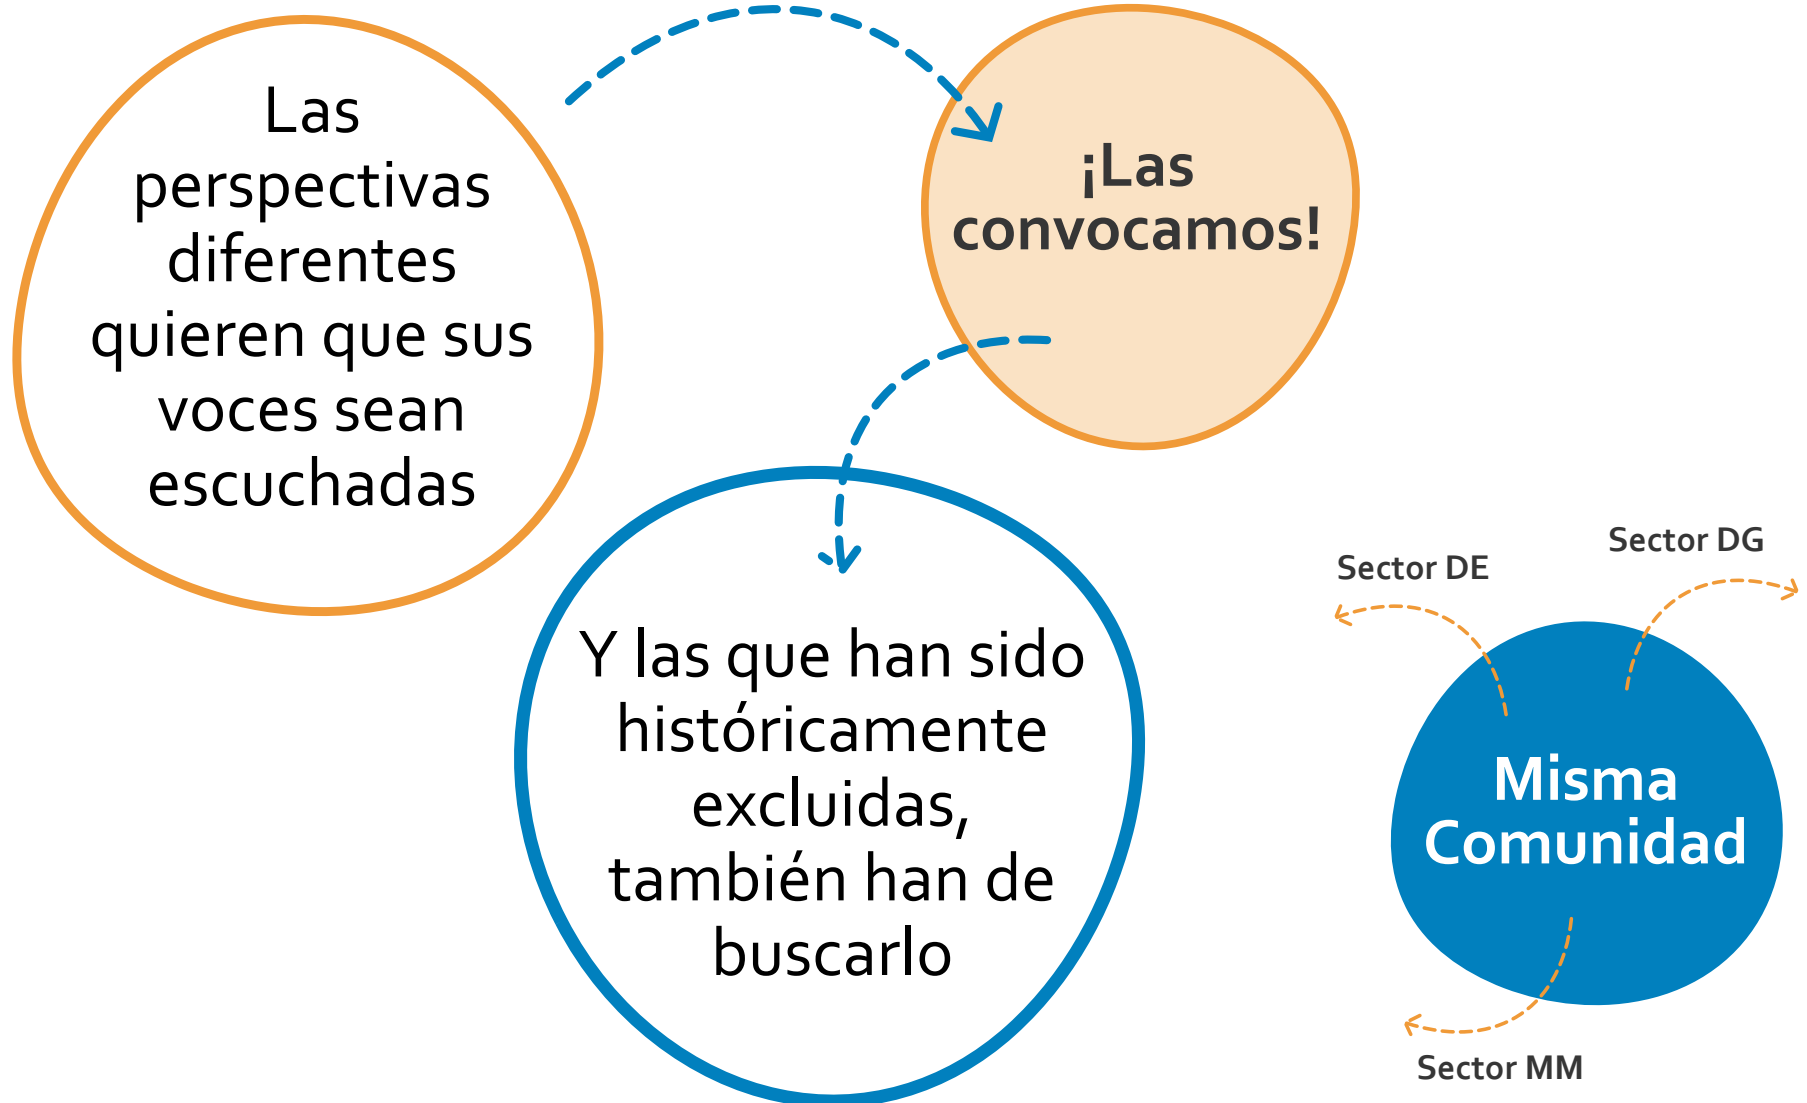 Las
perspectivas
diferentes
quieren que sus
voces sean
escuchadas
¡Las
convocamos!
Y las que han sido
históricamente
excluidas,
también han de
buscarlo
Sector DE
Sector DG
Misma
Comunidad
Sector MM